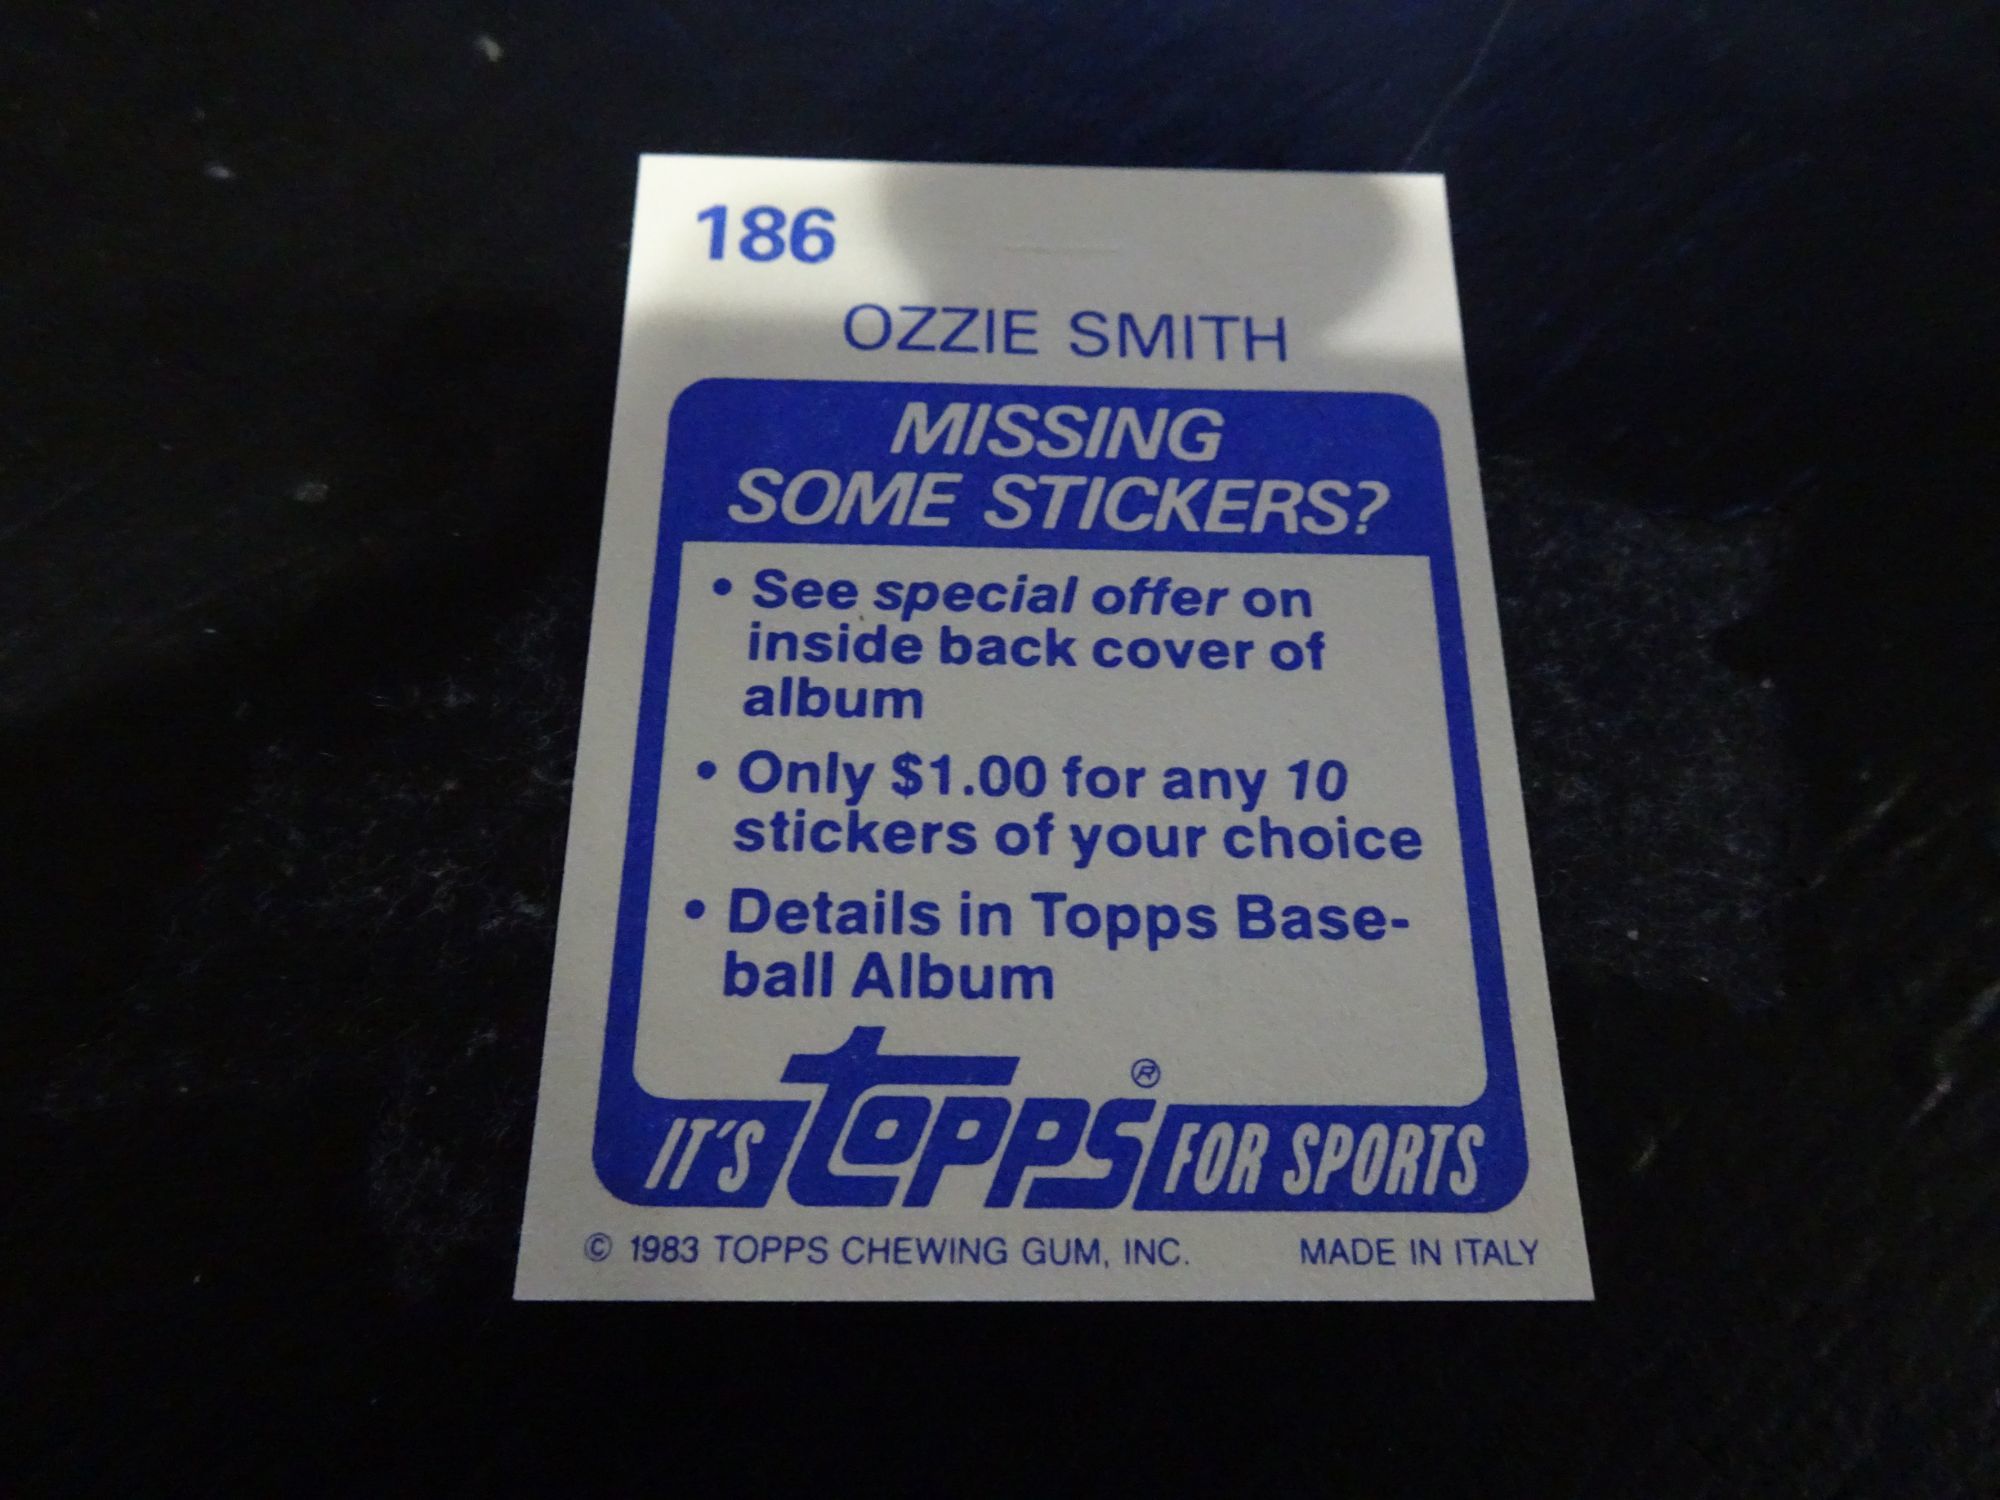 186
OZZIE SMITH
MISSING
SOME STICKERS?
• See special offer on
inside back cover of
album
• Only $1.00 for any 10
stickers of your choice
• Details in Topps Base-
ball Album
IT'S topps® FOR SPORTS
© 1983 TOPPS CHEWING GUM, INC. MADE IN ITALY